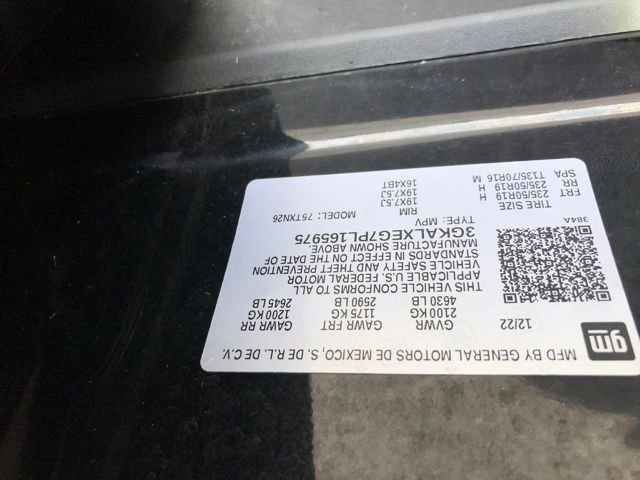 gm
MFD BY GENERAL MOTORS DE MEXICO, S. DE R.L. DE C.V.
12/22 GVWR GAWR FRT GAWR RR
2100 KG 1175 KG 1200 KG
4630 LB 2590 LB 2645 LB
THIS VEHICLE CONFORMS TO ALL
APPLICABLE U.S. FEDERAL MOTOR
VEHICLE SAFETY AND THEFT PREVENTION
STANDARDS IN EFFECT ON THE DATE OF
MANUFACTURE SHOWN ABOVE.
3GKALXEG7PL165975
384A TYPE: MPV MODEL: 75TXN26
TIRE SIZE RIM
FRT 235/50R19 H 19X7.5J
RR 235/50R19 H 19X7.5J
SPA T135/70R16 M 16X4BT